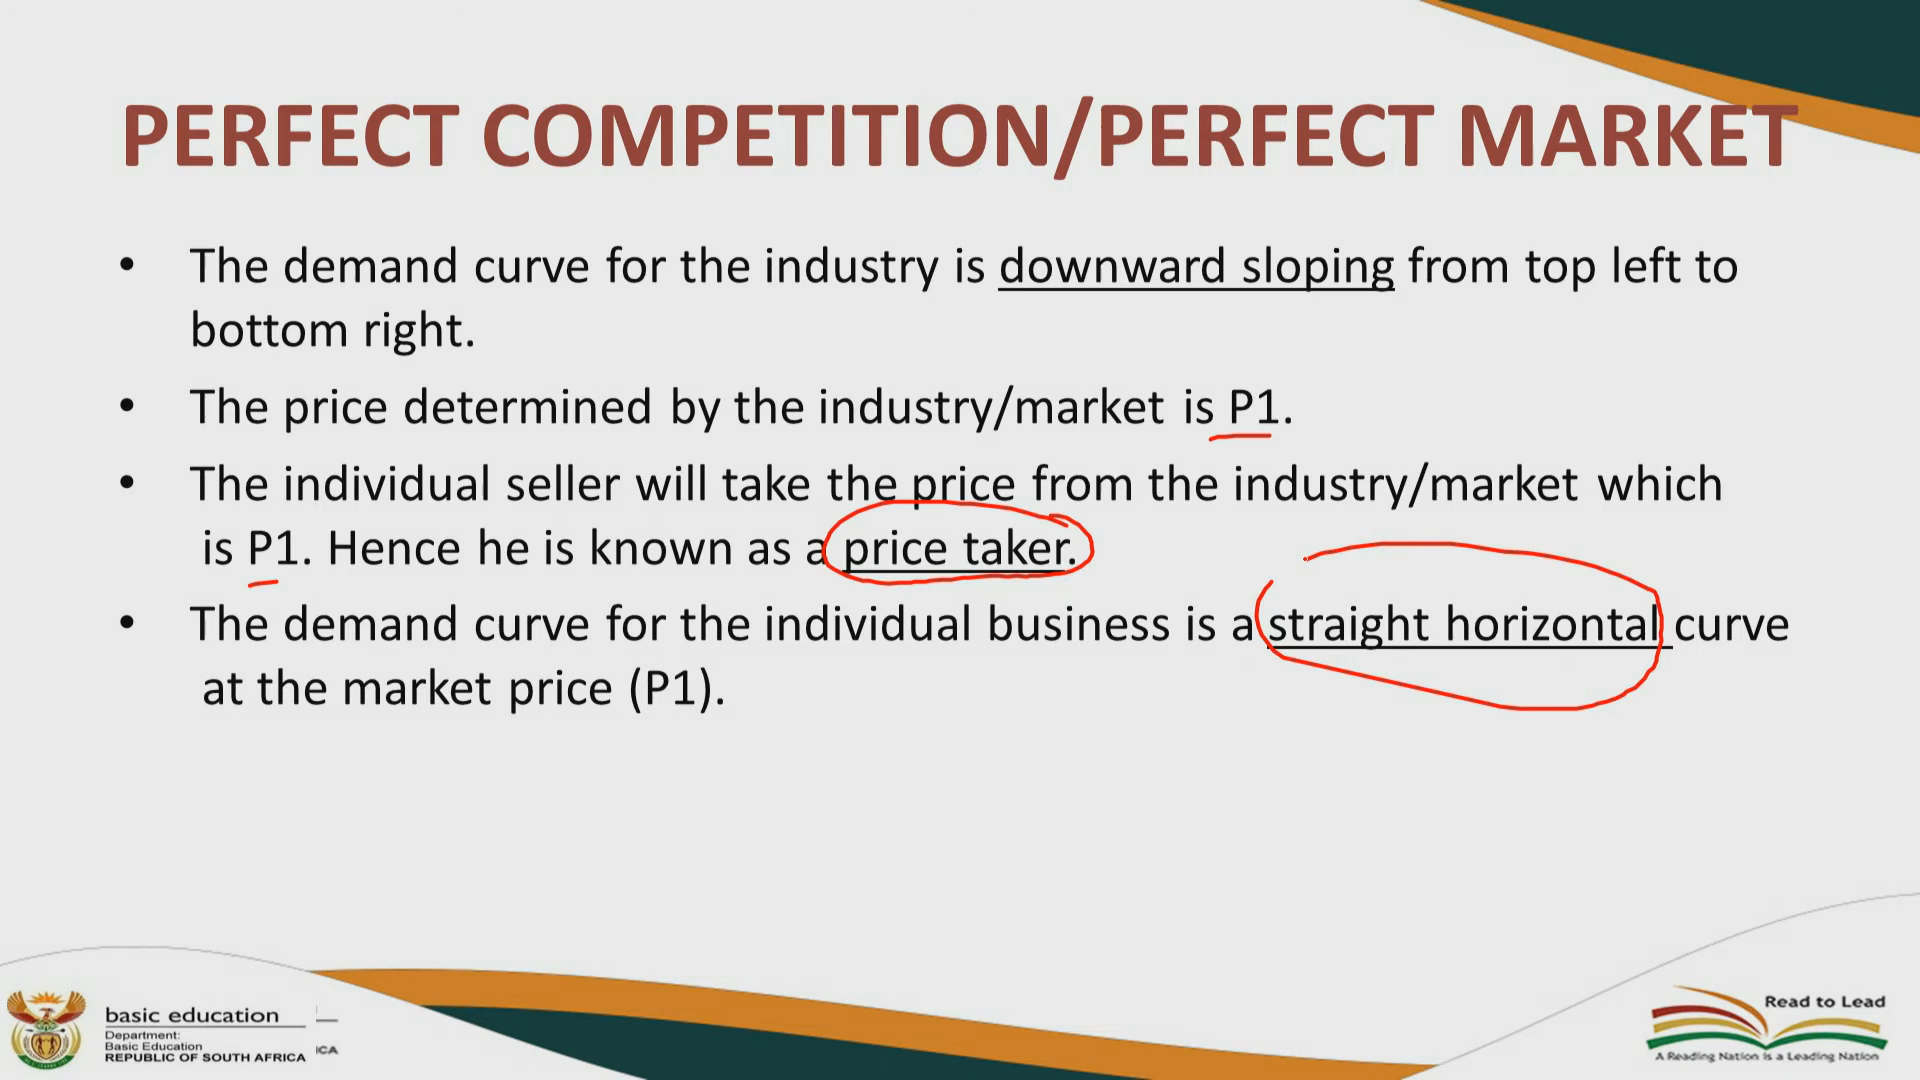 PERFECT COMPETITION/PERFECT MARKET
• The demand curve for the industry is downward sloping from top left to
bottom right.
• The price determined by the industry/market is P1.
• The individual seller will take the price from the industry/market which
is P1. Hence he is known as a price taker.
• The demand curve for the individual business is a straight horizontal curve
at the market price (P1).
basic education
Department:
Basic Education
REPUBLIC OF SOUTH AFRICA
ICA
Read to Lead
A Reading Nation is a Leading Nation